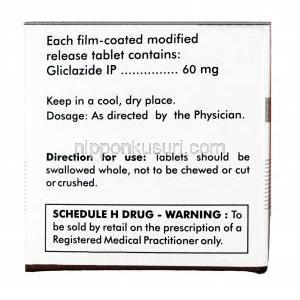 Each film-coated modified
release tablet contains:
Gliclazide IP ............... 60 mg
Keep in a cool, dry place.
Dosage: As directed by the Physician.
nipponkusuri.com
Direction for use: Tablets should be
swallowed whole, not to be chewed or cut
or crushed.
SCHEDULE H DRUG - WARNING : To
be sold by retail on the prescription of a
Registered Medical Practitioner only.